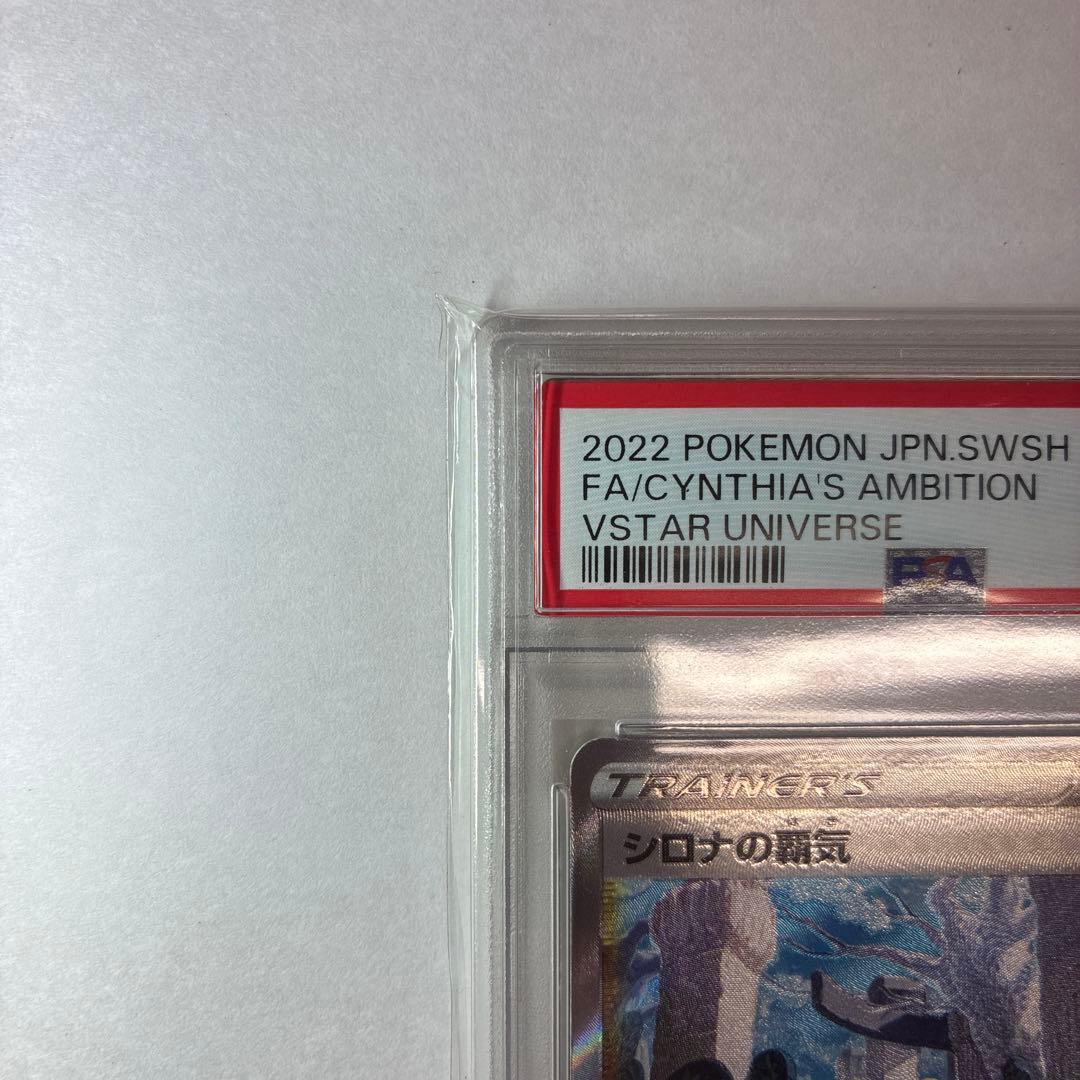 2022 POKEMON JPN.SWSH
FA/CYNTHIA'S AMBITION
VSTAR UNIVERSE
PSA
TRAINER'S
シロナの覇気